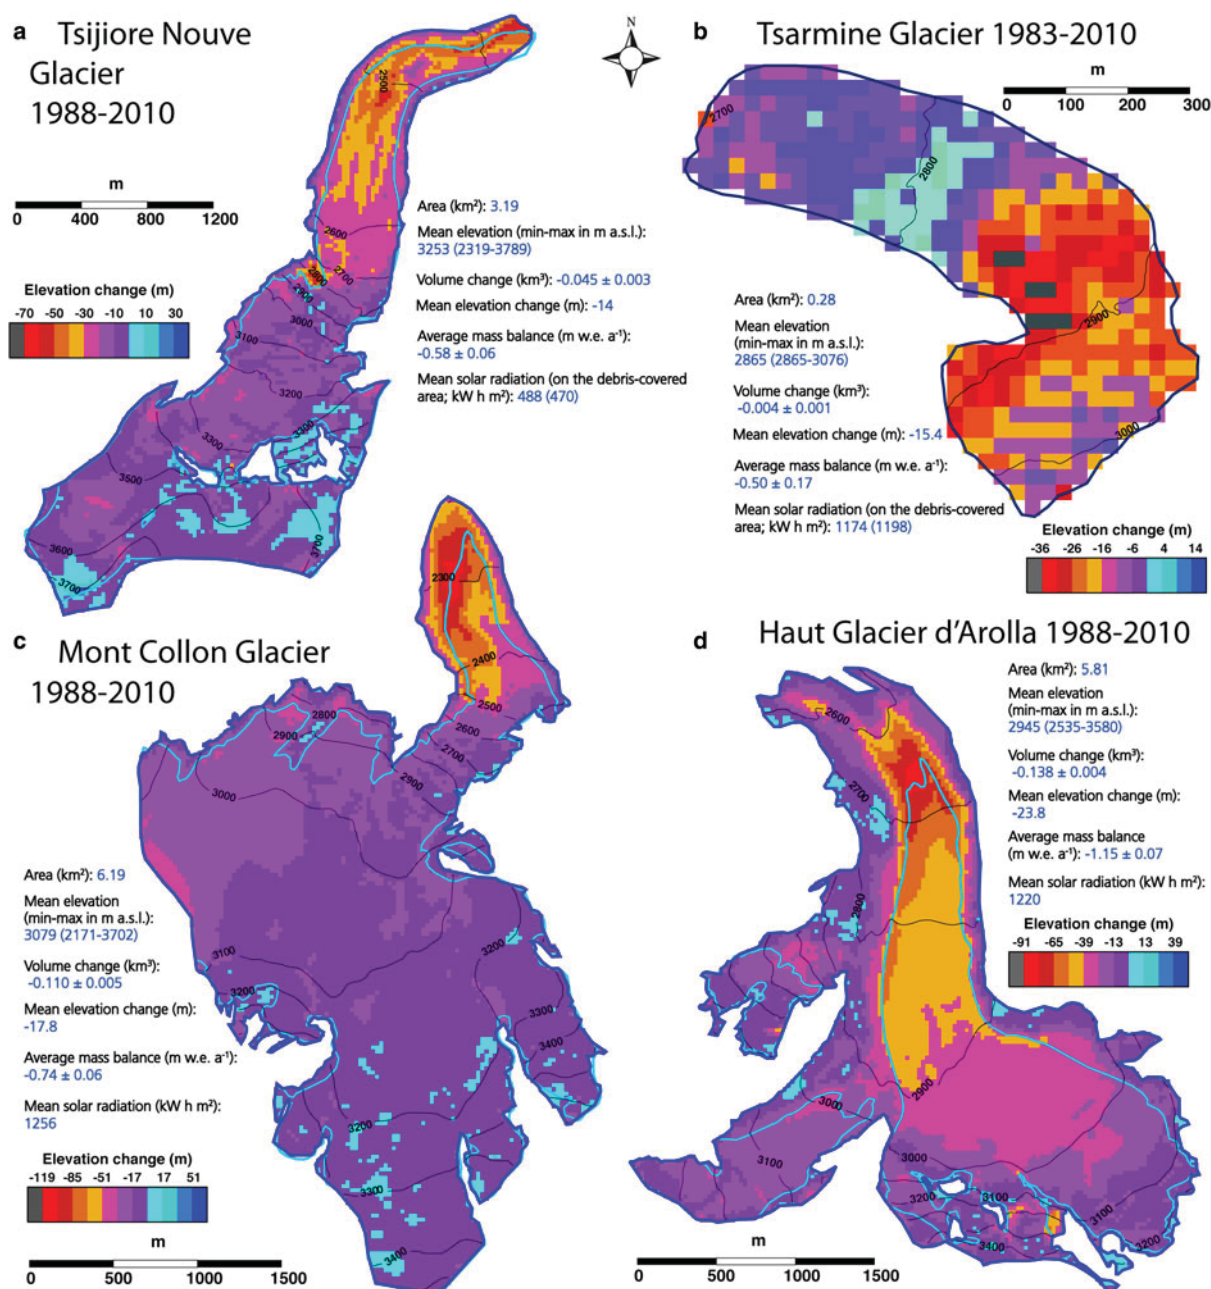 a Tsijiore Nouve
Glacier
1988-2010
m
0 400 800 1200
Elevation change (m)
-70 -50 -30 -10 10 30
Area (km²): 3.19
Mean elevation (min-max in m a.s.l.):
3253 (2319-3789)
Volume change (km³): -0.045 ± 0.003
Mean elevation change (m): -14
Average mass balance (m w.e. a⁻¹):
-0.58 ± 0.06
Mean solar radiation (on the debris-covered
area; kW h m²): 488 (470)
2500
2600
2700
2800
2900
3000
3100
3200
3300
3300
3500
3600
3700
3700
N
b Tsarmine Glacier 1983-2010
m
0 100 200 300
2700
2800
2900
3000
Area (km²): 0.28
Mean elevation
(min-max in m a.s.l.):
2865 (2865-3076)
Volume change (km³):
-0.004 ± 0.001
Mean elevation change (m): -15.4
Average mass balance (m w.e. a⁻¹):
-0.50 ± 0.17
Mean solar radiation (on the debris-covered
area; kW h m²): 1174 (1198)
Elevation change (m)
-36 -26 -16 -6 4 14
c Mont Collon Glacier
1988-2010
2300
2400
2500
2600
2700
2800
2900
2900
3000
3100
3200
3200
3300
3400
3200
3300
3400
Area (km²): 6.19
Mean elevation
(min-max in m a.s.l.):
3079 (2171-3702)
Volume change (km³):
-0.110 ± 0.005
Mean elevation change (m):
-17.8
Average mass balance (m w.e. a⁻¹):
-0.74 ± 0.06
Mean solar radiation (kW h m²):
1256
Elevation change (m)
-119 -85 -51 -17 17 51
m
0 500 1000 1500
d Haut Glacier d'Arolla 1988-2010
Area (km²): 5.81
Mean elevation
(min-max in m a.s.l.):
2945 (2535-3580)
Volume change (km³):
-0.138 ± 0.004
Mean elevation change (m):
-23.8
Average mass balance
(m w.e. a⁻¹): -1.15 ± 0.07
Mean solar radiation (kW h m²):
1220
Elevation change (m)
-91 -65 -39 -13 13 39
2600
2700
2800
2900
3000
3100
3000
3200
3100
3100
3200
3400
m
0 500 1000 1500